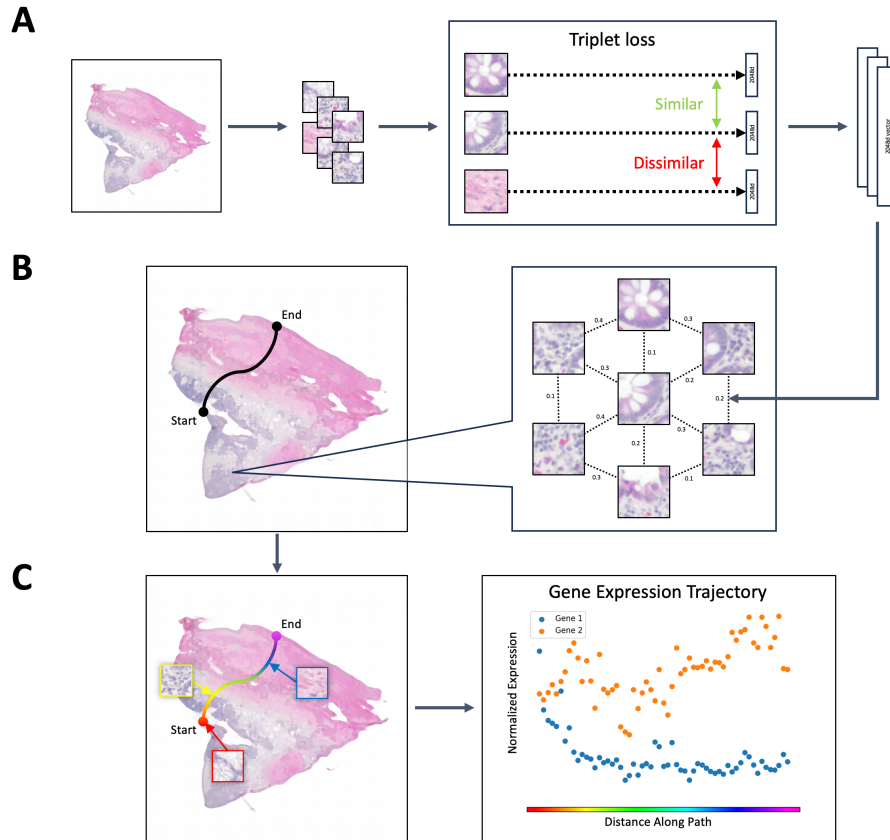 A
Triplet loss
2048d
Similar
2048d
Dissimilar
2048d
2048d vector
B
End
Start
0.4
0.3
0.1
0.3
0.2
0.1
0.2
0.4
0.3
0.2
0.3
0.1
C
End
Start
Gene Expression Trajectory
Gene 1
Gene 2
Normalized Expression
Distance Along Path